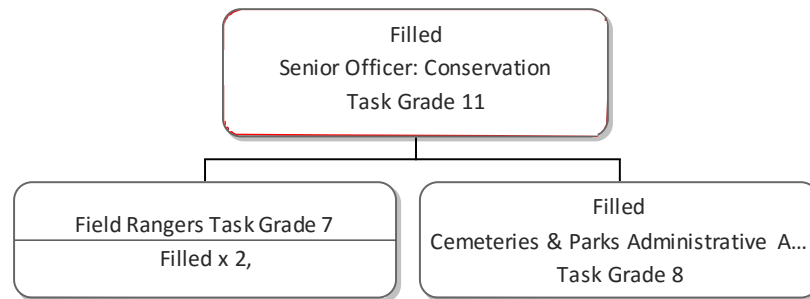 Filled
Senior Officer: Conservation
Task Grade 11
Field Rangers Task Grade 7
Filled x 2,
Filled
Cemeteries & Parks Administrative A...
Task Grade 8